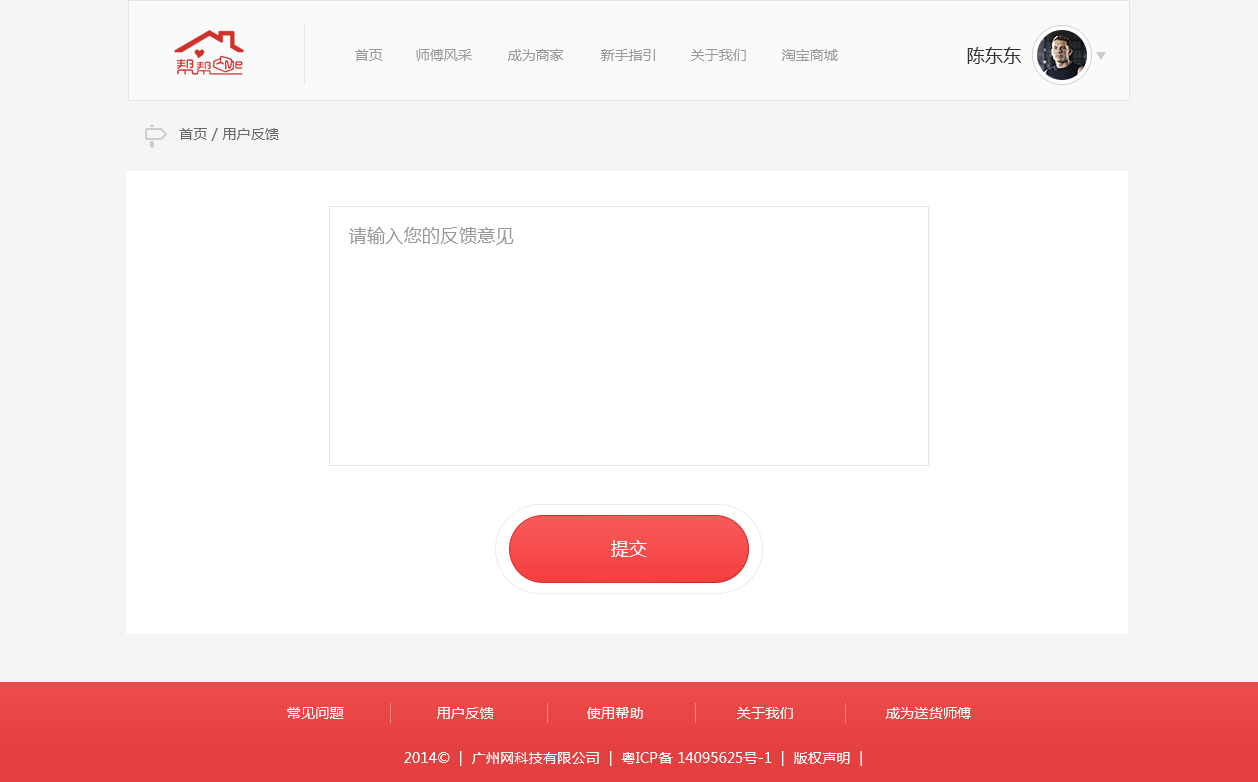 帮帮Me
首页 师傅风采 成为商家 新手指引 关于我们 淘宝商城 陈东东
首页 / 用户反馈
请输入您的反馈意见
提交
常见问题 用户反馈 使用帮助 关于我们 成为送货师傅
2014© | 广州网科技有限公司 | 粤ICP备 14095625号-1 | 版权声明 |